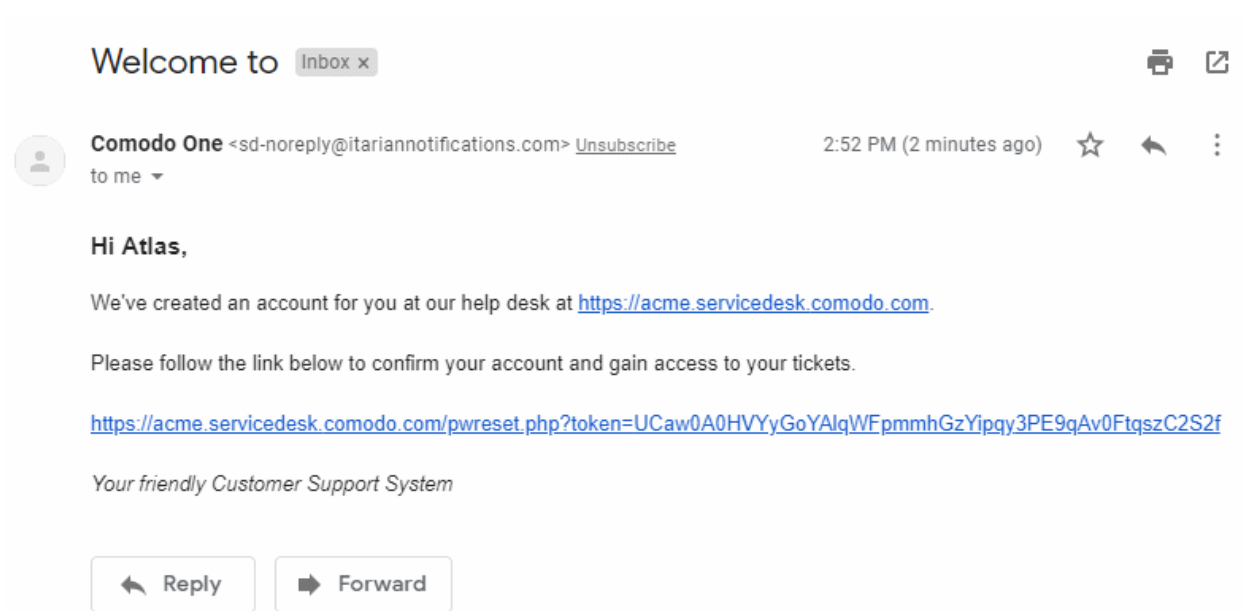 Welcome to Inbox x
Comodo One <sd-noreply@itariannotifications.com> Unsubscribe 2:52 PM (2 minutes ago)
to me
Hi Atlas,
We've created an account for you at our help desk at https://acme.servicedesk.comodo.com.
Please follow the link below to confirm your account and gain access to your tickets.
https://acme.servicedesk.comodo.com/pwreset.php?token=UCaw0A0HVYyGoYAlqWFpmmhGzYipqy3PE9qAv0FtqszC2S2f
Your friendly Customer Support System
Reply Forward